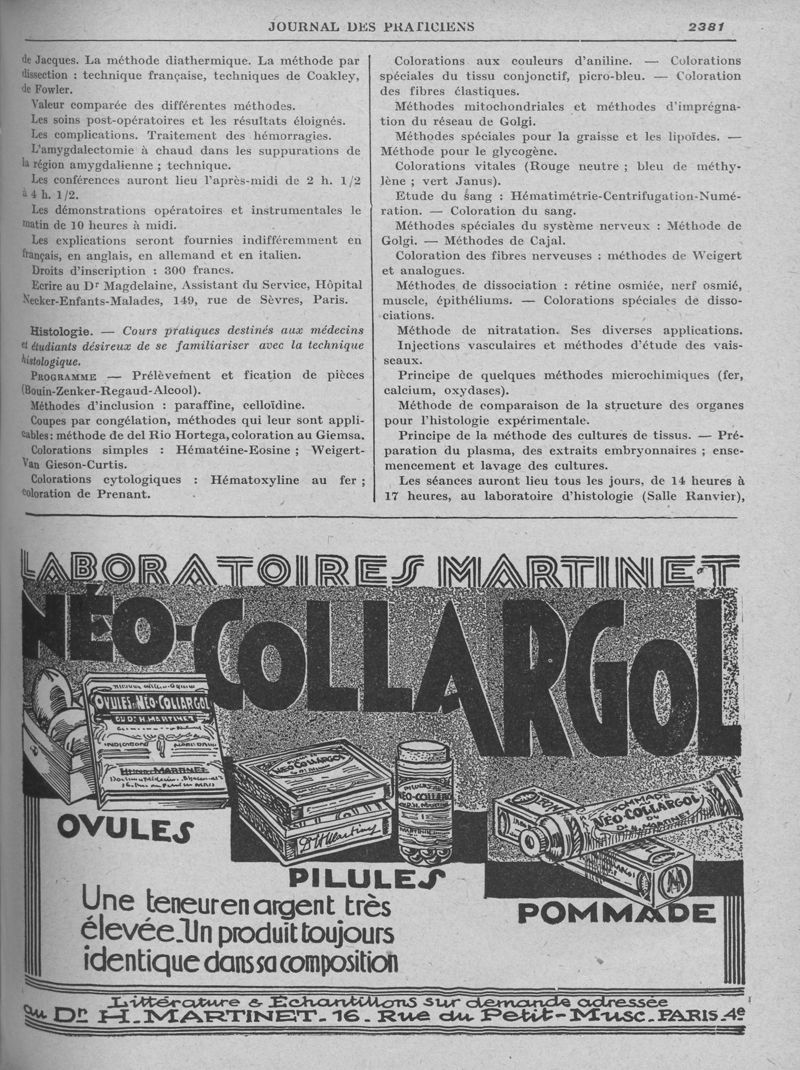 JOURNAL DES PRATICIENS
2381
de Jacques. La méthode diathermique. La méthode par
dissection : technique française, techniques de Coakley,
de Fowler.
Valeur comparée des différentes méthodes.
Les soins post-opératoires et les résultats éloignés.
Les complications. Traitement des hémorragies.
L'amygdalectomie à chaud dans les suppurations de
la région amygdalienne ; technique.
Les conférences auront lieu l'après-midi de 2 h. 1/2
à 4 h. 1/2.
Les démonstrations opératoires et instrumentales le
matin de 10 heures à midi.
Les explications seront fournies indifféremment en
français, en anglais, en allemand et en italien.
Droits d'inscription : 300 francs.
Ecrire au Dr Magdelaine, Assistant du Service, Hôpital
Necker-Enfants-Malades, 149, rue de Sèvres, Paris.
Histologie. — Cours pratiques destinés aux médecins
et étudiants désireux de se familiariser avec la technique
histologique.
PROGRAMME — Prélèvement et fication de pièces
(Bouin-Zenker-Regaud-Alcool).
Méthodes d'inclusion : paraffine, celloïdine.
Coupes par congélation, méthodes qui leur sont appli-
cables : méthode de del Rio Hortega, coloration au Giemsa.
Colorations simples : Hématéine-Eosine ; Weigert-
Van Gieson-Curtis.
Colorations cytologiques : Hématoxyline au fer ;
coloration de Prenant.
Colorations aux couleurs d'aniline. — Colorations
spéciales du tissu conjonctif, picro-bleu. — Coloration
des fibres élastiques.
Méthodes mitochondriales et méthodes d'imprégna-
tion du réseau de Golgi.
Méthodes spéciales pour la graisse et les lipoïdes. —
Méthode pour le glycogène.
Colorations vitales (Rouge neutre ; bleu de méthy-
lène ; vert Janus).
Etude du sang : Hématimétrie-Centrifugation-Numé-
ration. — Coloration du sang.
Méthodes spéciales du système nerveux : Méthode de
Golgi. — Méthodes de Cajal.
Coloration des fibres nerveuses : méthodes de Weigert
et analogues.
Méthodes de dissociation : rétine osmiée, nerf osmié,
muscle, épithéliums. — Colorations spéciales de disso-
ciations.
Méthode de nitratation. Ses diverses applications.
Injections vasculaires et méthodes d'étude des vais-
seaux.
Principe de quelques méthodes microchimiques (fer,
calcium, oxydases).
Méthode de comparaison de la structure des organes
pour l'histologie expérimentale.
Principe de la méthode des cultures de tissus. — Pré-
paration du plasma, des extraits embryonnaires ; ense-
mencement et lavage des cultures.
Les séances auront lieu tous les jours, de 14 heures à
17 heures, au laboratoire d'histologie (Salle Ranvier),
LABORATOIRES MARTINET
NÉO-COLLARGOL
OVULES NÉO-COLLARGOL
DU DR H. MARTINET
HENRI MARTINET
NÉO-COLLARGOL
Dr H Martinet
PILULES
NÉO-COLLARGOL
POMMADE
NÉO-COLLARGOL
DU
Dr H. MARTINET
OVULES
PILULES
POMMADE
Une teneur en argent très
élevée_Un produit toujours
identique dans sa composition
Littérature & Echantillons sur demande adressée
au Dr H. MARTINET_16_Rue du Petit-Musc_PARIS_4e